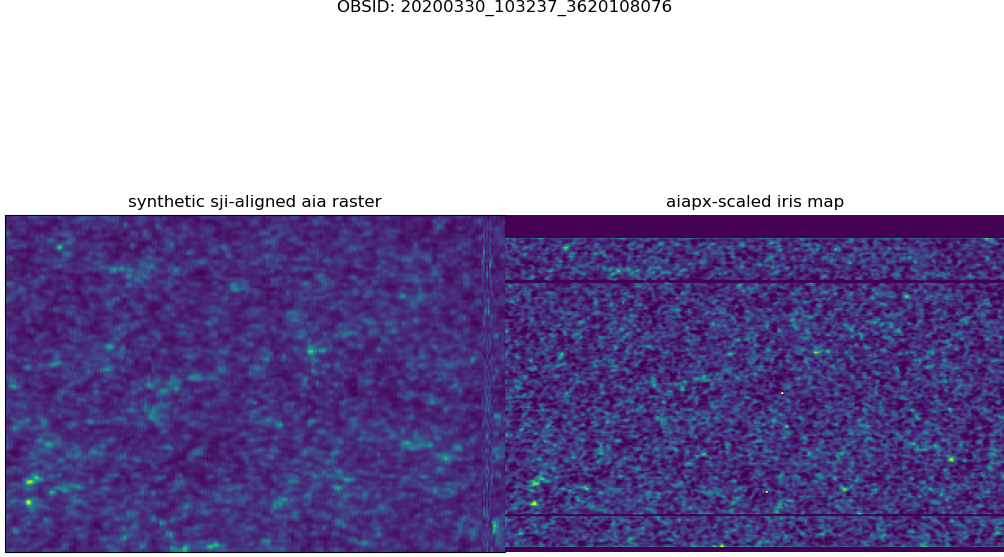 OBSID: 20200330_103237_3620108076
synthetic sji-aligned aia raster
aiapx-scaled iris map